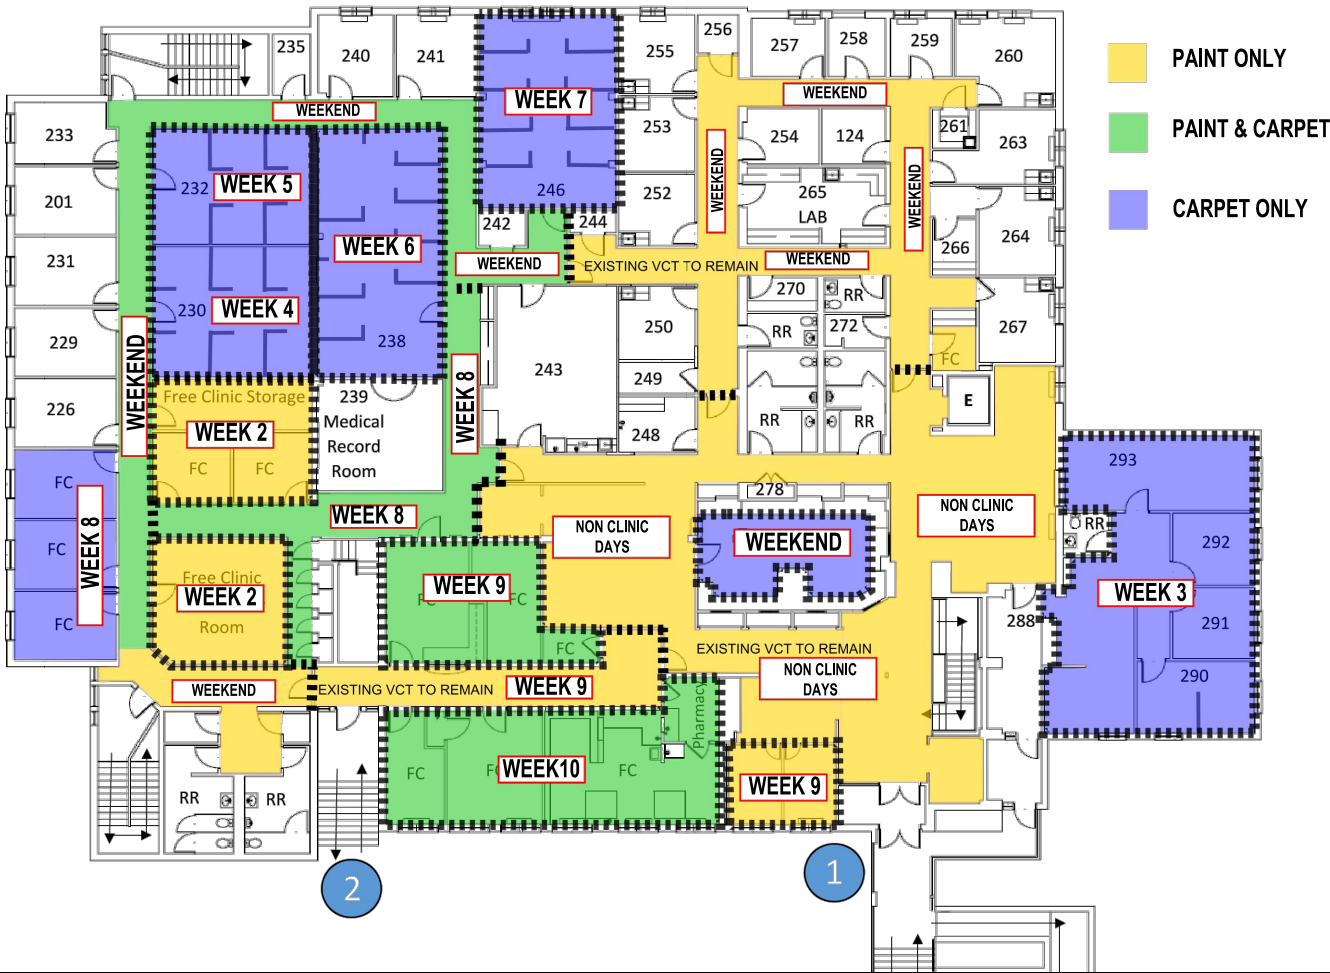 256
235
240
241
255
257
258
259
260
PAINT ONLY
WEEK 7
WEEKEND
WEEKEND
233
253
254
124
261
263
PAINT & CARPET
232
WEEK 5
246
252
WEEKEND
265
LAB
WEEKEND
201
242
244
266
264
CARPET ONLY
WEEK 6
231
WEEKEND
EXISTING VCT TO REMAIN
WEEKEND
270
RR
230
WEEK 4
238
250
RR
272
267
229
WEEKEND
WEEK 8
243
249
FC
226
Free Clinic Storage
239
Medical
Record
Room
WEEK 2
FC
FC
248
RR
RR
E
FC
WEEK 8
FC
FC
293
278
WEEK 8
NON CLINIC
DAYS
WEEKEND
NON CLINIC
DAYS
RR
292
Free Clinic
WEEK 2
Room
WEEK 9
FC
FC
FC
WEEK 3
288
291
290
EXISTING VCT TO REMAIN
NON CLINIC
DAYS
WEEKEND
EXISTING VCT TO REMAIN
WEEK 9
Pharmacy
FC
WEEK10
FC
WEEK 9
RR
RR
2
1